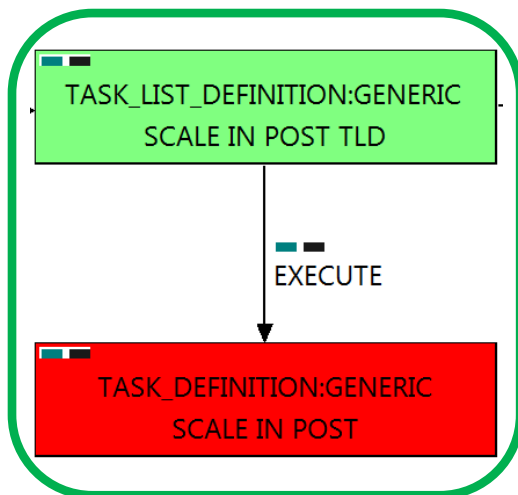 TASK_LIST_DEFINITION:GENERIC
SCALE IN POST TLD
EXECUTE
TASK_DEFINITION:GENERIC
SCALE IN POST